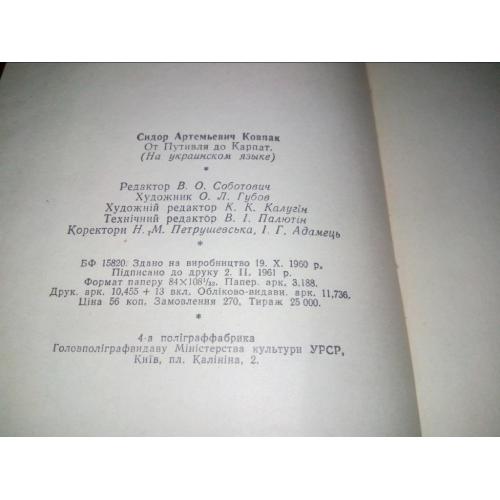 Сидор Артемьевич Ковпак
От Путивля до Карпат.
(На украинском языке)
*
Редактор В. О. Соботович
Художник О. Л. Губов
Художній редактор К. К. Калугін
Технічний редактор В. І. Палютін
Коректори Н. М. Петрушевська, І. Г. Адамець
*
БФ 15820. Здано на виробництво 19. X. 1960 р.
Підписано до друку 2. II. 1961 р.
Формат паперу 84×108¹/₃₂. Папер. арк. 3.188.
Друк. арк. 10,455 + 13 вкл. Обліково-видавн. арк. 11,736.
Ціна 56 коп. Замовлення 270. Тираж 25 000.
*
4-а поліграффабрика
Головполіграфвидаву Міністерства культури УРСР,
Київ, пл. Калініна, 2.